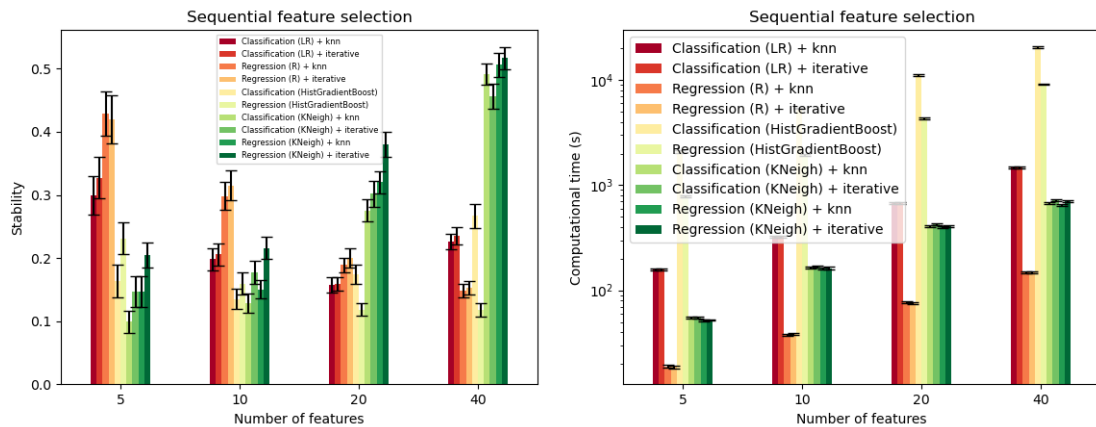 Sequential feature selection
Stability
0.5
0.4
0.3
0.2
0.1
0.0
Classification (LR) + knn
Classification (LR) + iterative
Regression (R) + knn
Regression (R) + iterative
Classification (HistGradientBoost)
Regression (HistGradientBoost)
Classification (KNeigh) + knn
Classification (KNeigh) + iterative
Regression (KNeigh) + knn
Regression (KNeigh) + iterative
5 10 20 40
Number of features
Sequential feature selection
Computational time (s)
10^4
10^3
10^2
Classification (LR) + knn
Classification (LR) + iterative
Regression (R) + knn
Regression (R) + iterative
Classification (HistGradientBoost)
Regression (HistGradientBoost)
Classification (KNeigh) + knn
Classification (KNeigh) + iterative
Regression (KNeigh) + knn
Regression (KNeigh) + iterative
5 10 20 40
Number of features